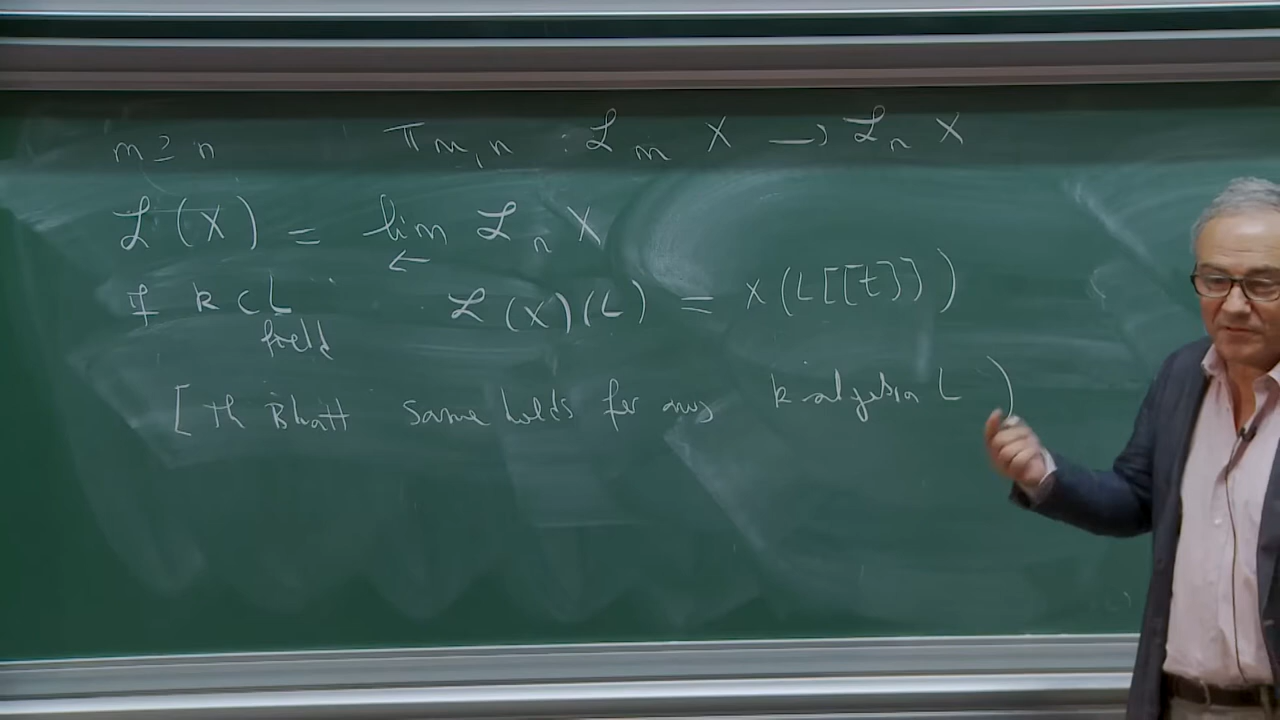 m ≥ n π_{m,n} : ℒ_m X → ℒ_n X
ℒ(X) = lim ← ℒ_n X
If k ⊂ L field ℒ(X)(L) = X(L[[t]])
[Th Bhatt Same holds for any k-algebra L )